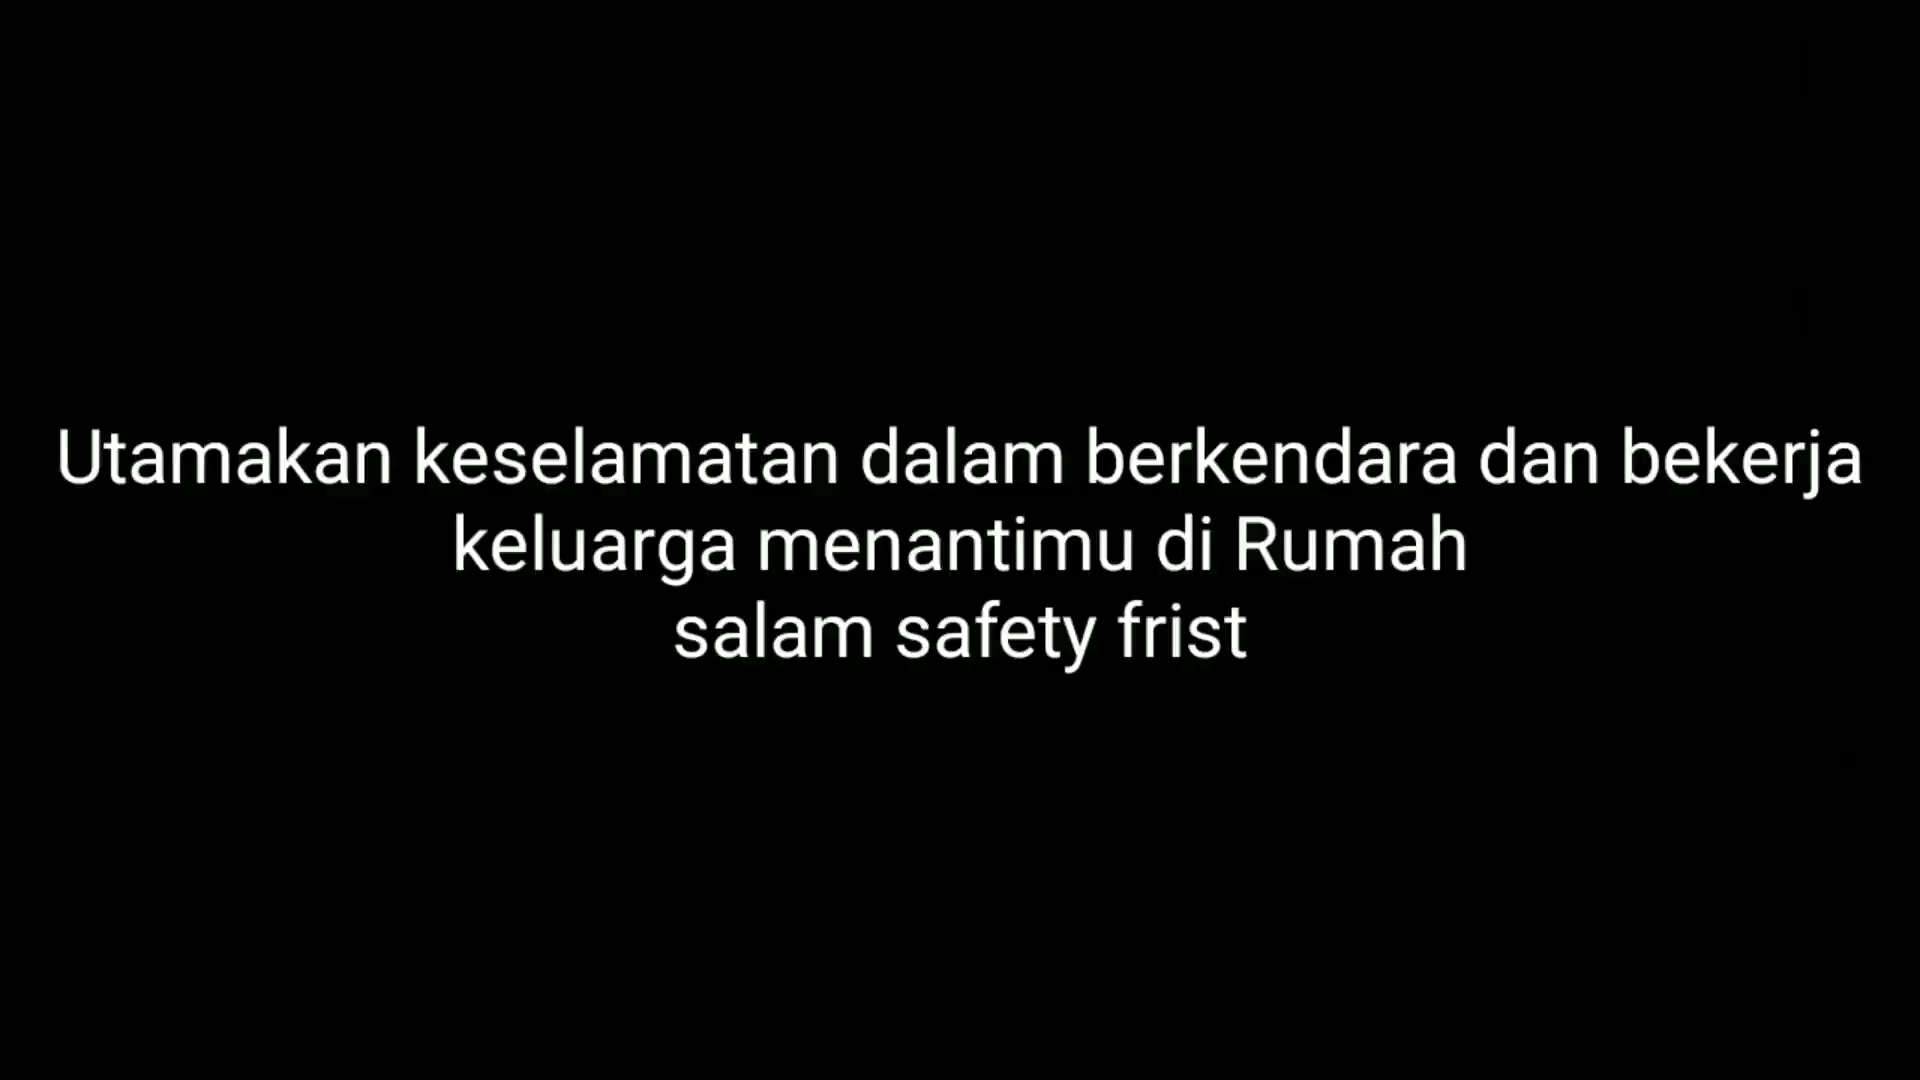 Utamakan keselamatan dalam berkendara dan bekerja
keluarga menantimu di Rumah
salam safety frist